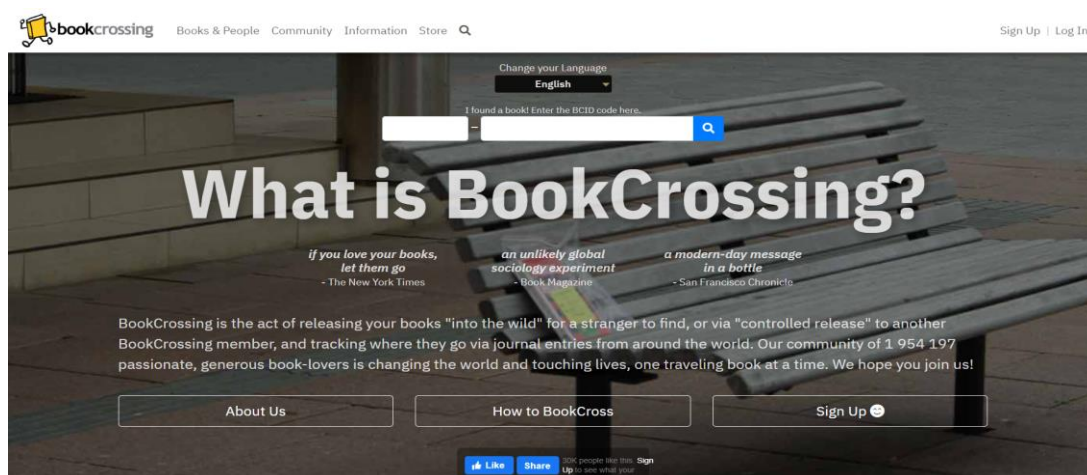 bookcrossing Books & People Community Information Store Sign Up | Log In
Change your Language
English
I found a book! Enter the BCID code here.
–
What is BookCrossing?
if you love your books,
let them go
- The New York Times
an unlikely global
sociology experiment
- Book Magazine
a modern-day message
in a bottle
- San Francisco Chronicle
BookCrossing is the act of releasing your books "into the wild" for a stranger to find, or via "controlled release" to another
BookCrossing member, and tracking where they go via journal entries from around the world. Our community of 1 954 197
passionate, generous book-lovers is changing the world and touching lives, one traveling book at a time. We hope you join us!
About Us How to BookCross Sign Up
Like Share 30K people like this. Sign
Up to see what your